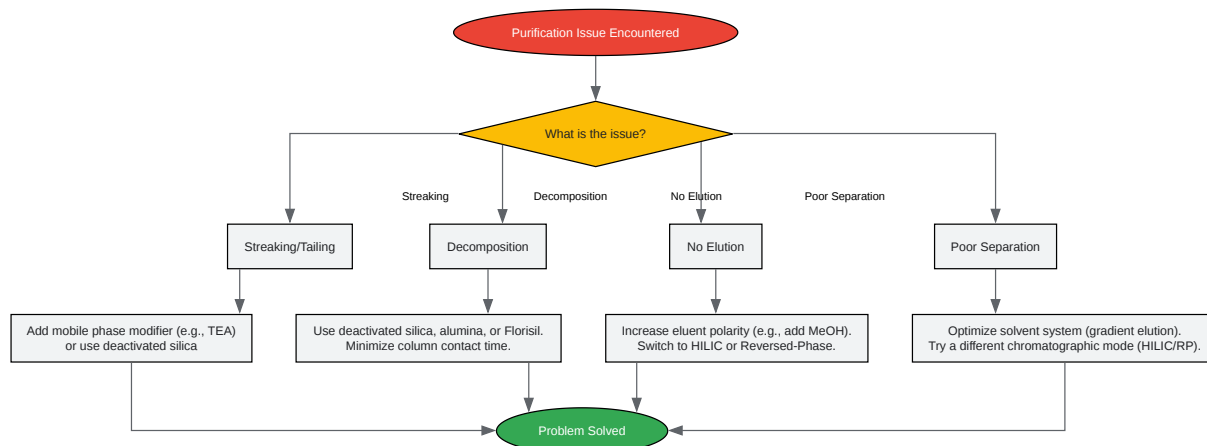 Purification Issue Encountered
What is the issue?
Streaking
Decomposition
No Elution
Poor Separation
Streaking/Tailing
Decomposition
No Elution
Poor Separation
Add mobile phase modifier (e.g., TEA)
or use deactivated silica
Use deactivated silica, alumina, or Florisil.
Minimize column contact time.
Increase eluent polarity (e.g., add MeOH).
Switch to HILIC or Reversed-Phase.
Optimize solvent system (gradient elution).
Try a different chromatographic mode (HILIC/RP).
Problem Solved